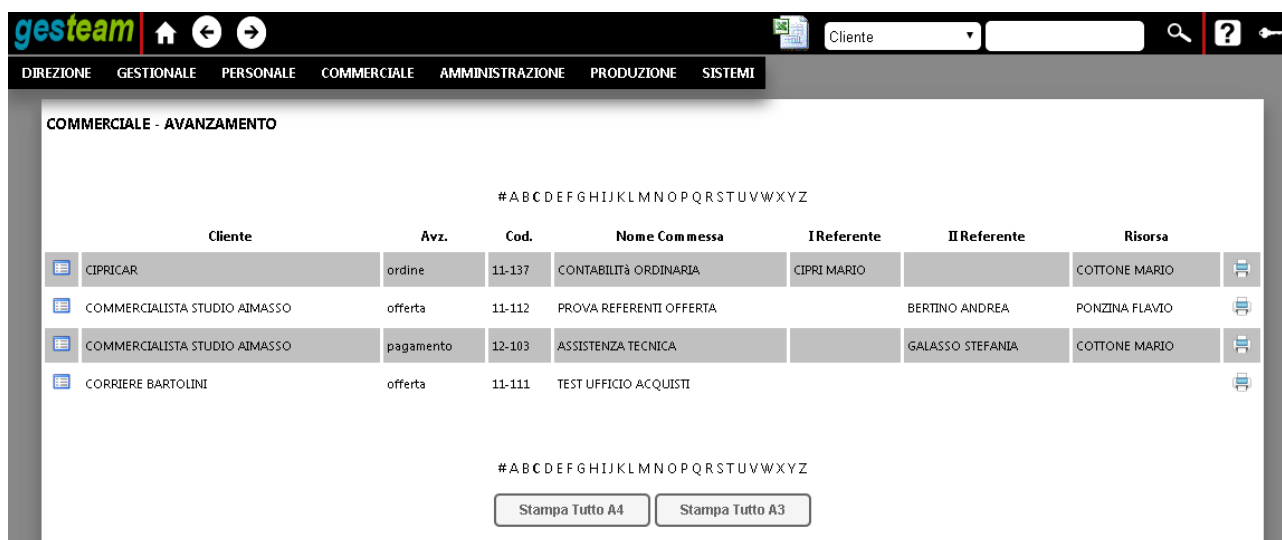 gesteam Cliente ?
DIREZIONE GESTIONALE PERSONALE COMMERCIALE AMMINISTRAZIONE PRODUZIONE SISTEMI
COMMERCIALE - AVANZAMENTO
# A B C D E F G H I J K L M N O P Q R S T U V W X Y Z
Cliente Avz. Cod. Nome Commessa I Referente II Referente Risorsa
CIPRICAR ordine 11-137 CONTABILITà ORDINARIA CIPRI MARIO COTTONE MARIO
COMMERCIALISTA STUDIO AIMASSO offerta 11-112 PROVA REFERENTI OFFERTA BERTINO ANDREA PONZINA FLAVIO
COMMERCIALISTA STUDIO AIMASSO pagamento 12-103 ASSISTENZA TECNICA GALASSO STEFANIA COTTONE MARIO
CORRIERE BARTOLINI offerta 11-111 TEST UFFICIO ACQUISTI
# A B C D E F G H I J K L M N O P Q R S T U V W X Y Z
Stampa Tutto A4 Stampa Tutto A3